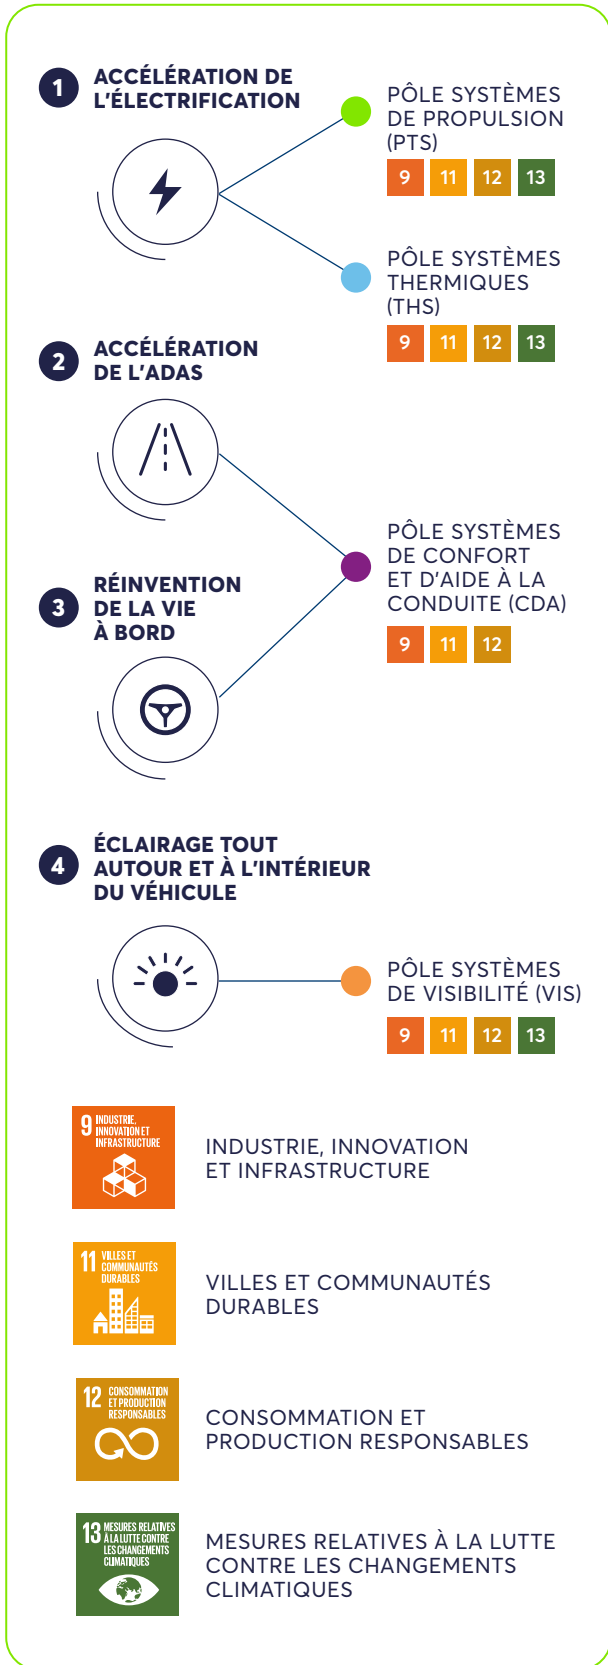 1 ACCÉLÉRATION DE
L'ÉLECTRIFICATION
PÔLE SYSTÈMES
DE PROPULSION
(PTS)
9 11 12 13
PÔLE SYSTÈMES
THERMIQUES
(THS)
9 11 12 13
2 ACCÉLÉRATION
DE L'ADAS
PÔLE SYSTÈMES
DE CONFORT
ET D'AIDE À LA
CONDUITE (CDA)
9 11 12
3 RÉINVENTION
DE LA VIE
À BORD
4 ÉCLAIRAGE TOUT
AUTOUR ET À L'INTÉRIEUR
DU VÉHICULE
PÔLE SYSTÈMES
DE VISIBILITÉ (VIS)
9 11 12 13
9 INDUSTRIE,
INNOVATION ET
INFRASTRUCTURE
INDUSTRIE, INNOVATION
ET INFRASTRUCTURE
11 VILLES ET
COMMUNAUTÉS
DURABLES
VILLES ET COMMUNAUTÉS
DURABLES
12 CONSOMMATION
ET PRODUCTION
RESPONSABLES
CONSOMMATION ET
PRODUCTION RESPONSABLES
13 MESURES RELATIVES
À LA LUTTE CONTRE
LES CHANGEMENTS
CLIMATIQUES
MESURES RELATIVES À LA LUTTE
CONTRE LES CHANGEMENTS
CLIMATIQUES